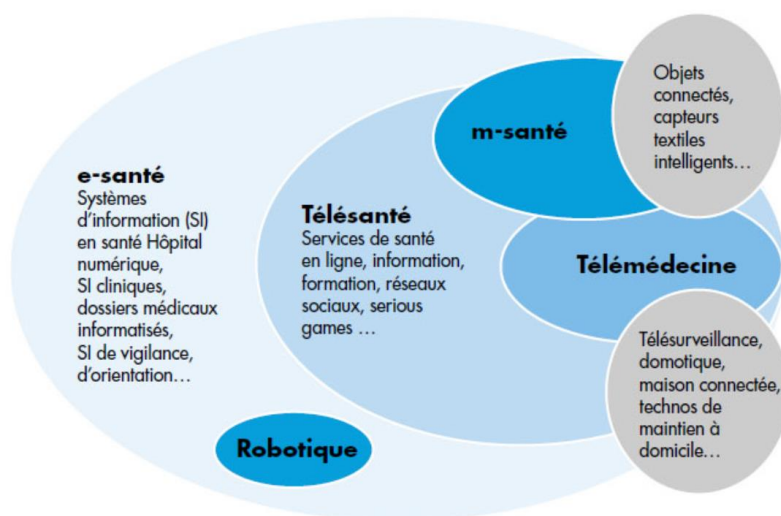 e-santé
Systèmes
d'information (SI)
en santé Hôpital
numérique,
SI cliniques,
dossiers médicaux
informatisés,
SI de vigilance,
d'orientation…
Télésanté
Services de santé
en ligne, information,
formation, réseaux
sociaux, serious
games …
m-santé
Objets
connectés,
capteurs
textiles
intelligents…
Télémédecine
Télésurveillance,
domotique,
maison connectée,
technos de
maintien à
domicile…
Robotique